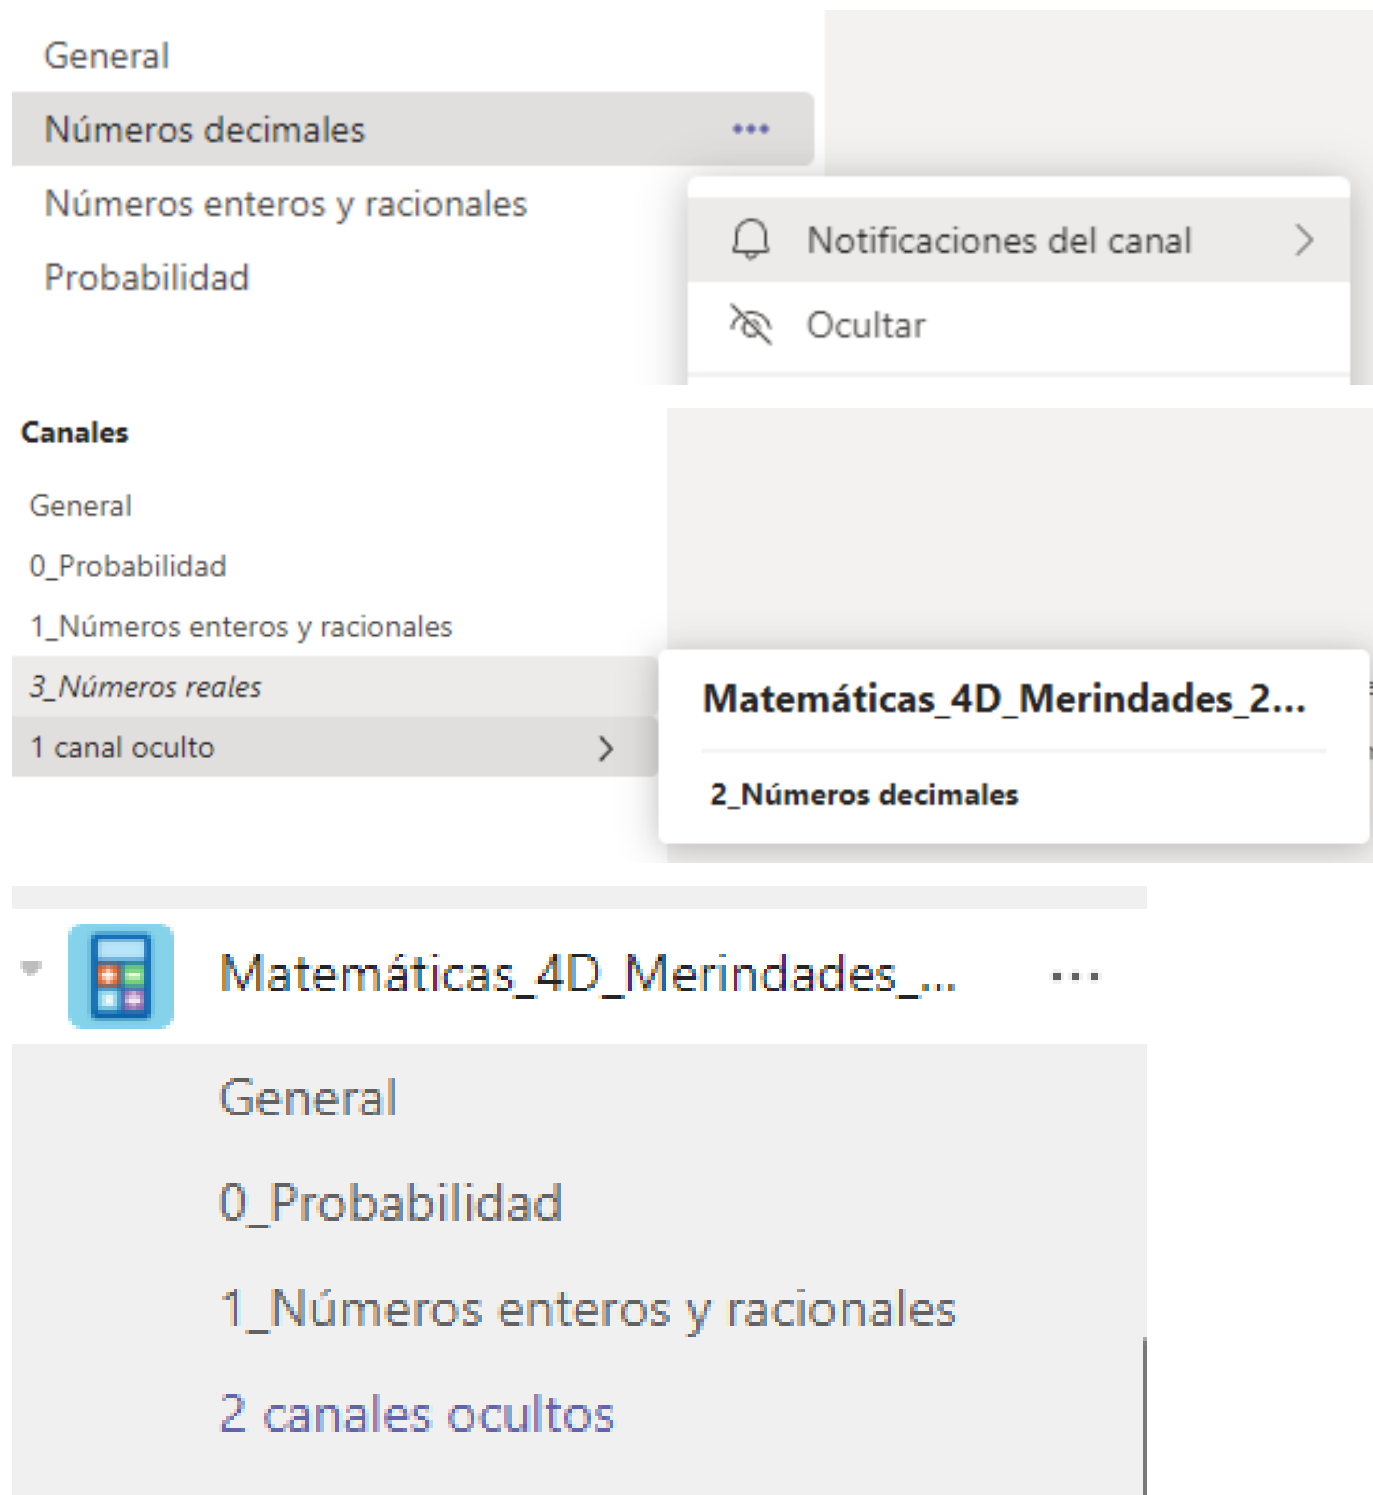 General
Números decimales
Números enteros y racionales
Probabilidad
Notificaciones del canal
Ocultar
Canales
General
0_Probabilidad
1_Números enteros y racionales
3_Números reales
1 canal oculto
Matemáticas_4D_Merindades_2...
2_Números decimales
Matemáticas_4D_Merindades_...
General
0_Probabilidad
1_Números enteros y racionales
2 canales ocultos